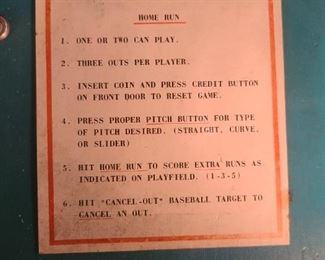 HOME RUN
1. ONE OR TWO CAN PLAY.
2. THREE OUTS PER PLAYER.
3. INSERT COIN AND PRESS CREDIT BUTTON
ON FRONT DOOR TO RESET GAME.
4. PRESS PROPER PITCH BUTTON FOR TYPE
OF PITCH DESIRED. (STRAIGHT, CURVE,
OR SLIDER)
5. HIT HOME RUN TO SCORE EXTRA RUNS AS
INDICATED ON PLAYFIELD. (1-3-5)
6. HIT "CANCEL-OUT" BASEBALL TARGET TO
CANCEL AN OUT.